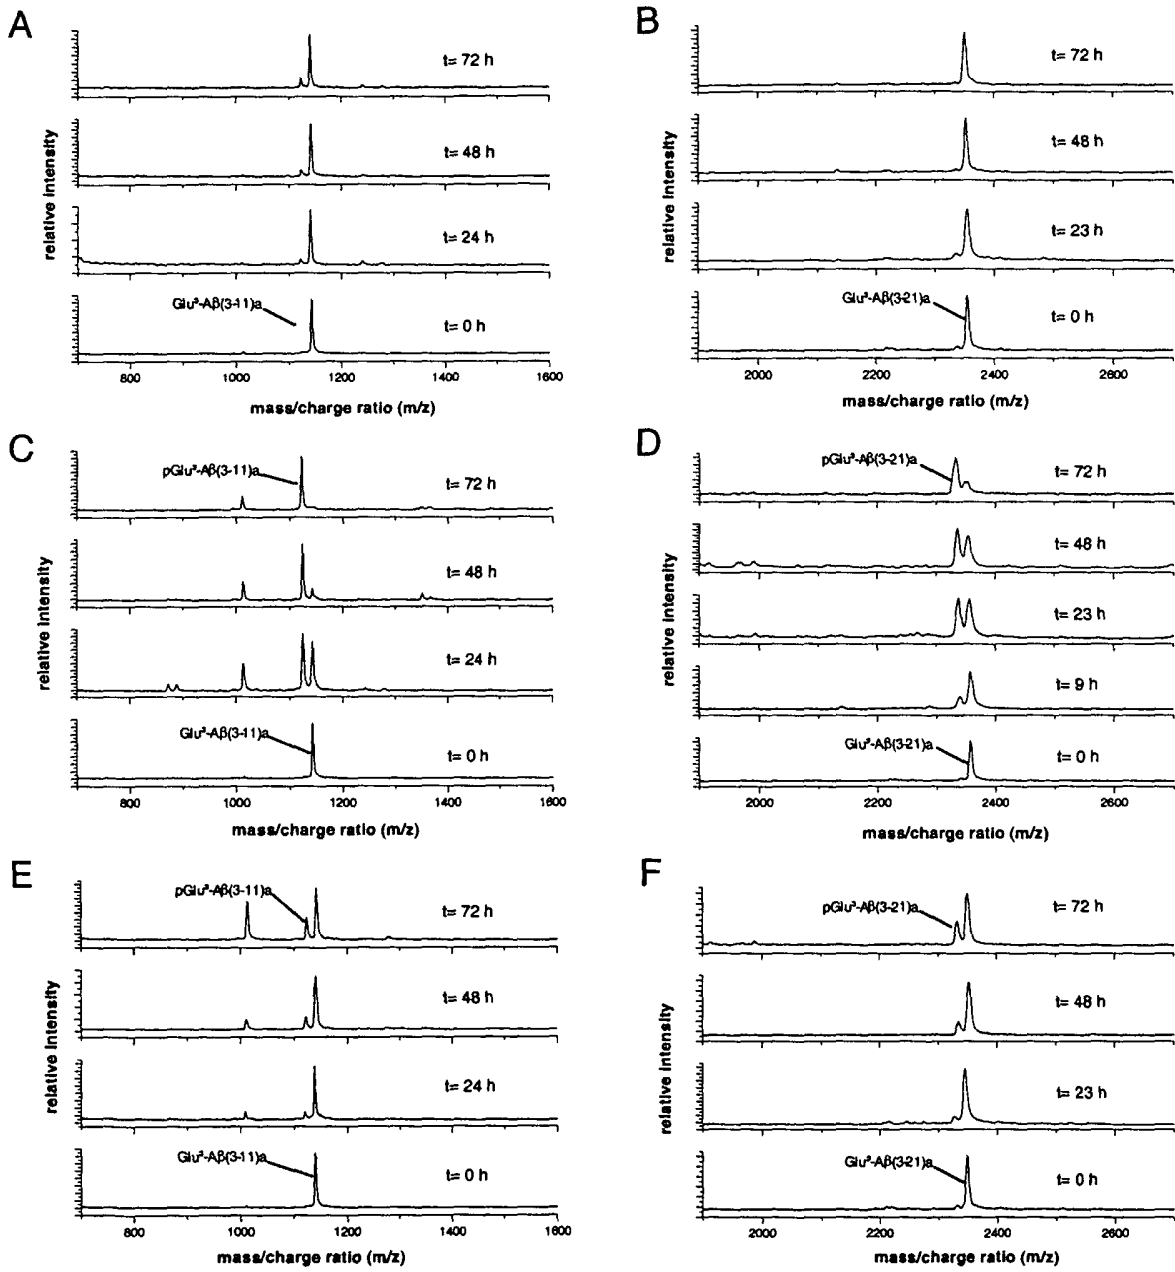 A
t= 72 h
t= 48 h
t= 24 h
Glu³-Aβ(3-11)a
t= 0 h
relative intensity
800 1000 1200 1400 1600
mass/charge ratio (m/z)
B
t= 72 h
t= 48 h
t= 23 h
Glu³-Aβ(3-21)a
t= 0 h
relative intensity
2000 2200 2400 2600
mass/charge ratio (m/z)
C
pGlu³-Aβ(3-11)a
t= 72 h
t= 48 h
t= 24 h
Glu³-Aβ(3-11)a
t= 0 h
relative intensity
800 1000 1200 1400 1600
mass/charge ratio (m/z)
D
pGlu³-Aβ(3-21)a
t= 72 h
t= 48 h
t= 23 h
t= 9 h
Glu³-Aβ(3-21)a
t= 0 h
relative intensity
2000 2200 2400 2600
mass/charge ratio (m/z)
E
pGlu³-Aβ(3-11)a
t= 72 h
t= 48 h
t= 24 h
Glu³-Aβ(3-11)a
t= 0 h
relative intensity
800 1000 1200 1400 1600
mass/charge ratio (m/z)
F
pGlu³-Aβ(3-21)a
t= 72 h
t= 48 h
t= 23 h
Glu³-Aβ(3-21)a
t= 0 h
relative intensity
2000 2200 2400 2600
mass/charge ratio (m/z)